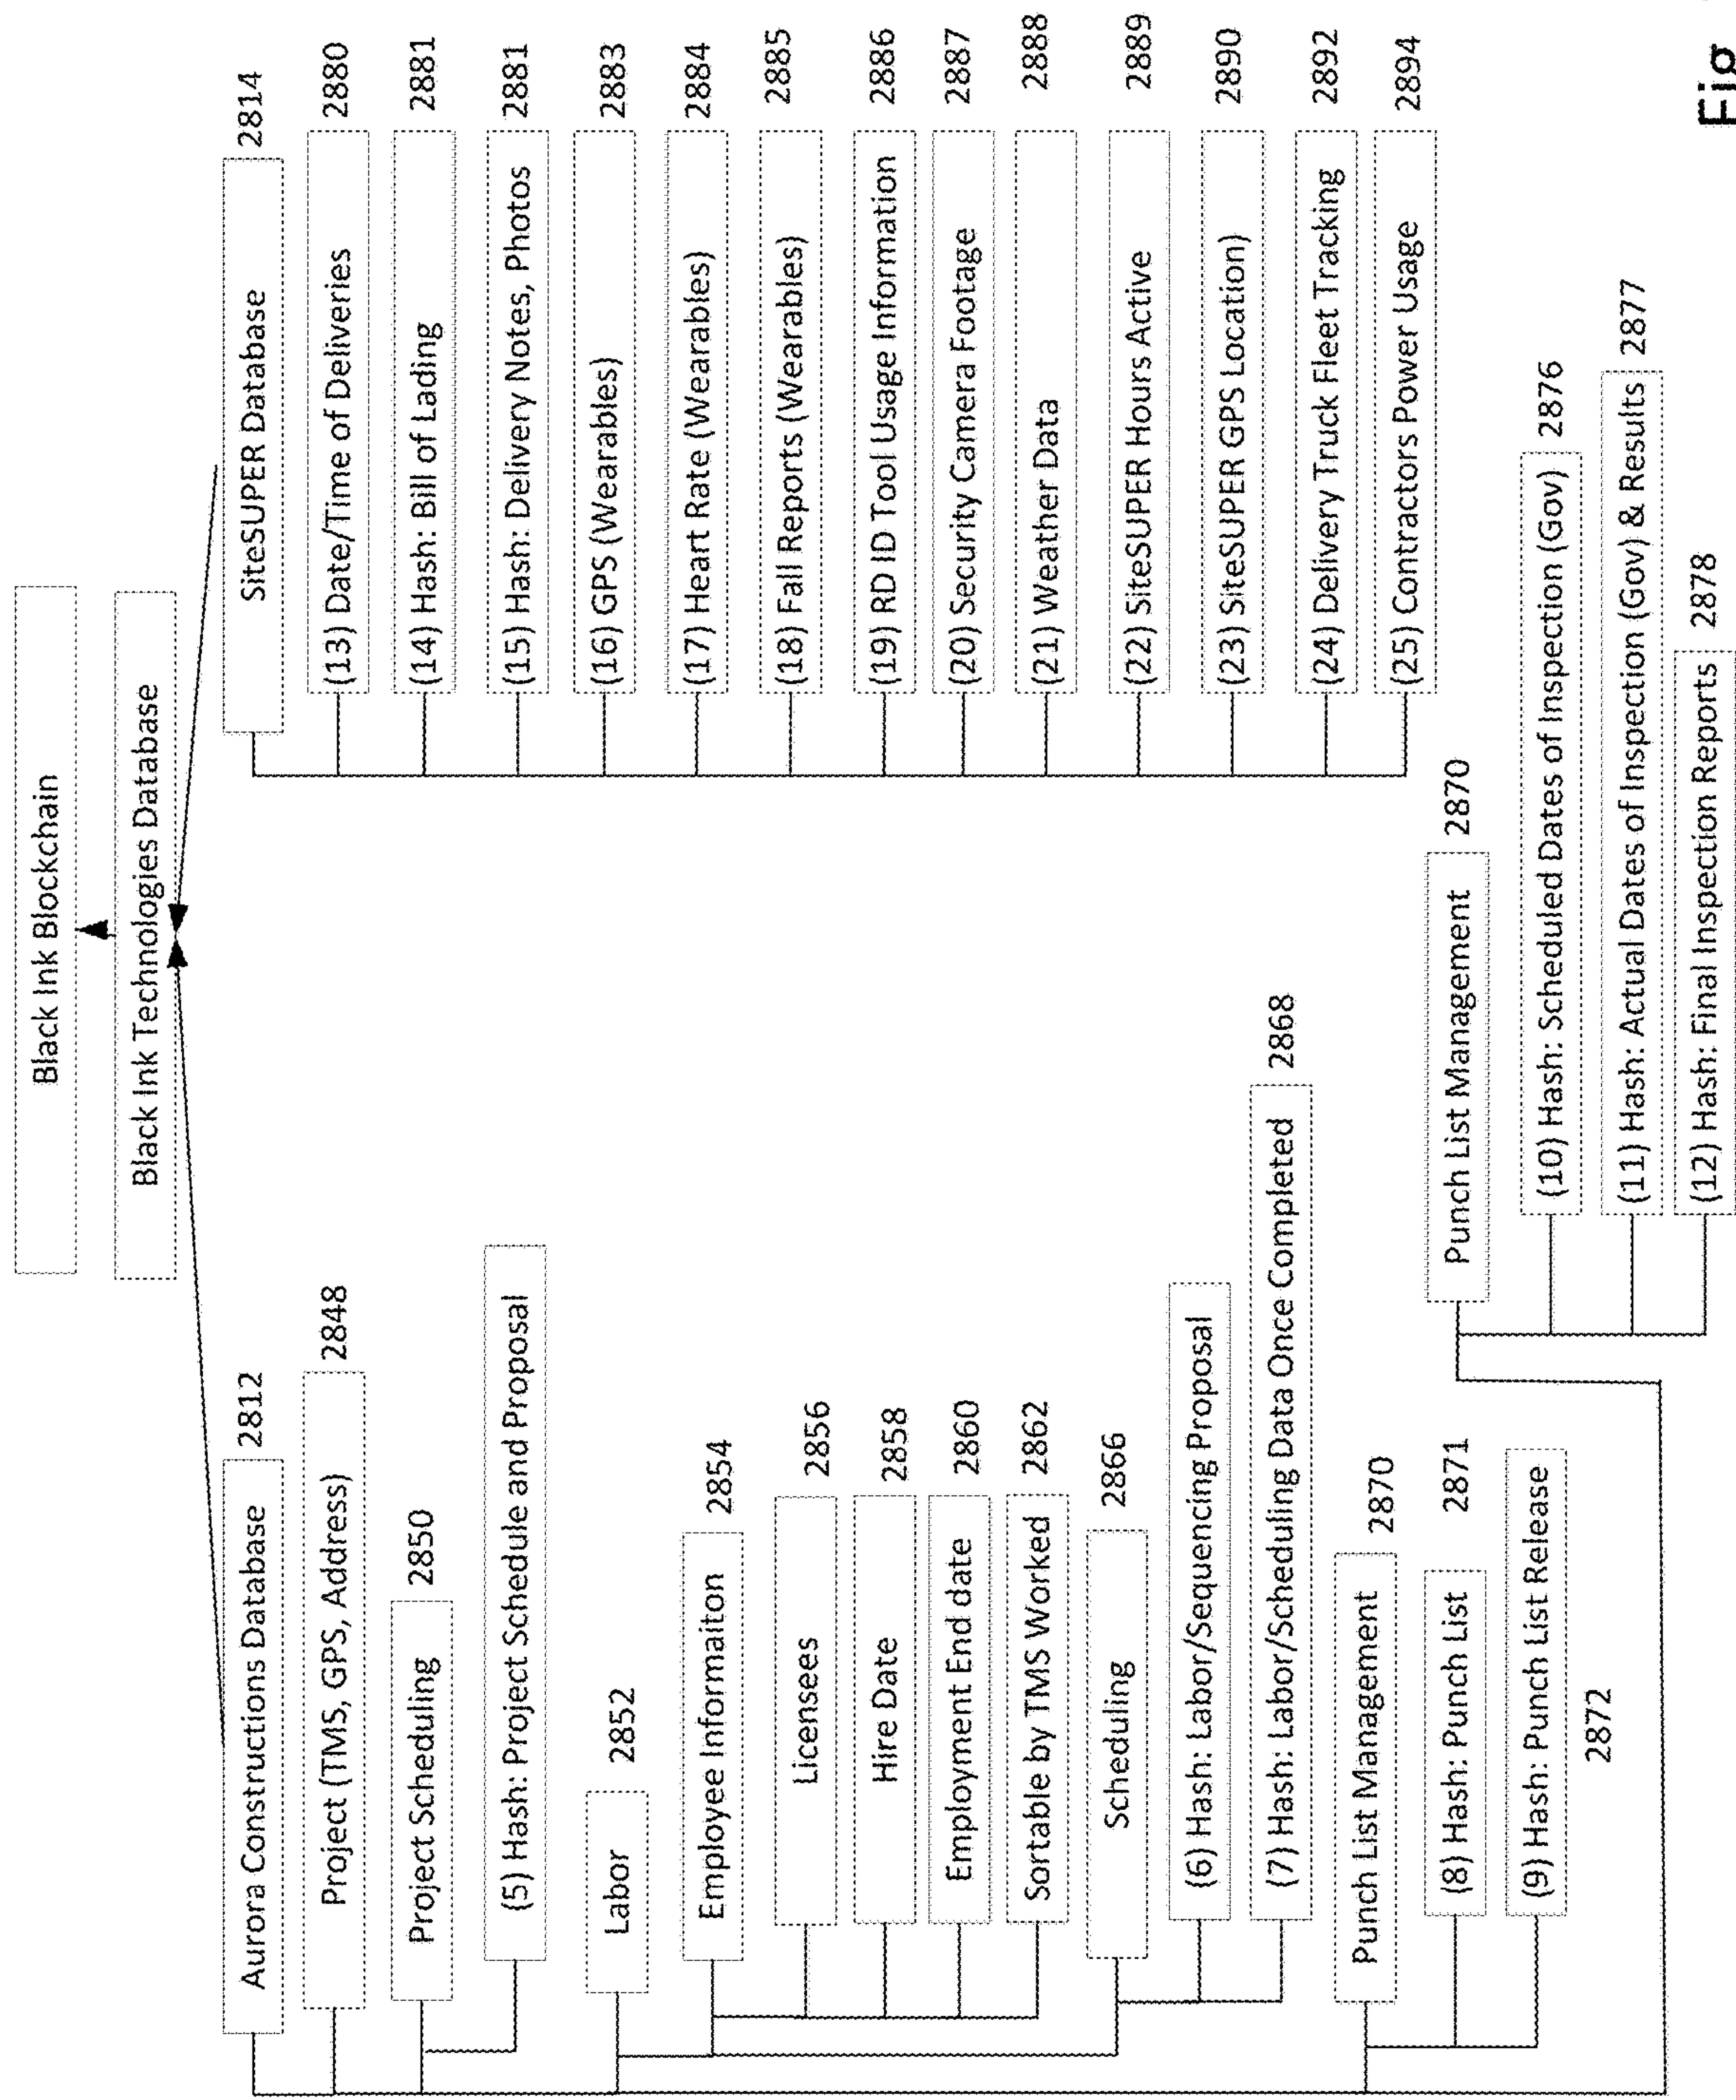 Black Ink Blockchain
Black Ink Technologies Database
Aurora Constructions Database 2812
Project (TMS, GPS, Address) 2848
Project Scheduling 2850
(5) Hash: Project Schedule and Proposal
Labor 2852
Employee Informaiton 2854
Licensees 2856
Hire Date 2858
Employment End date 2860
Sortable by TMS Worked 2862
Scheduling 2866
(6) Hash: Labor/Sequencing Proposal
(7) Hash: Labor/Scheduling Data Once Completed 2868
Punch List Management 2870
(8) Hash: Punch List 2871
(9) Hash: Punch List Release
2872
Punch List Management 2870
(10) Hash: Scheduled Dates of Inspection (Gov) 2876
(11) Hash: Actual Dates of Inspection (Gov) & Results 2877
(12) Hash: Final Inspection Reports 2878
SiteSUPER Database 2814
(13) Date/Time of Deliveries 2880
(14) Hash: Bill of Lading 2881
(15) Hash: Delivery Notes, Photos 2881
(16) GPS (Wearables) 2883
(17) Heart Rate (Wearables) 2884
(18) Fall Reports (Wearables) 2885
(19) RD ID Tool Usage Information 2886
(20) Security Camera Footage 2887
(21) Weather Data 2888
(22) SiteSUPER Hours Active 2889
(23) SiteSUPER GPS Location) 2890
(24) Delivery Truck Fleet Tracking 2892
(25) Contractors Power Usage 2894
Fig